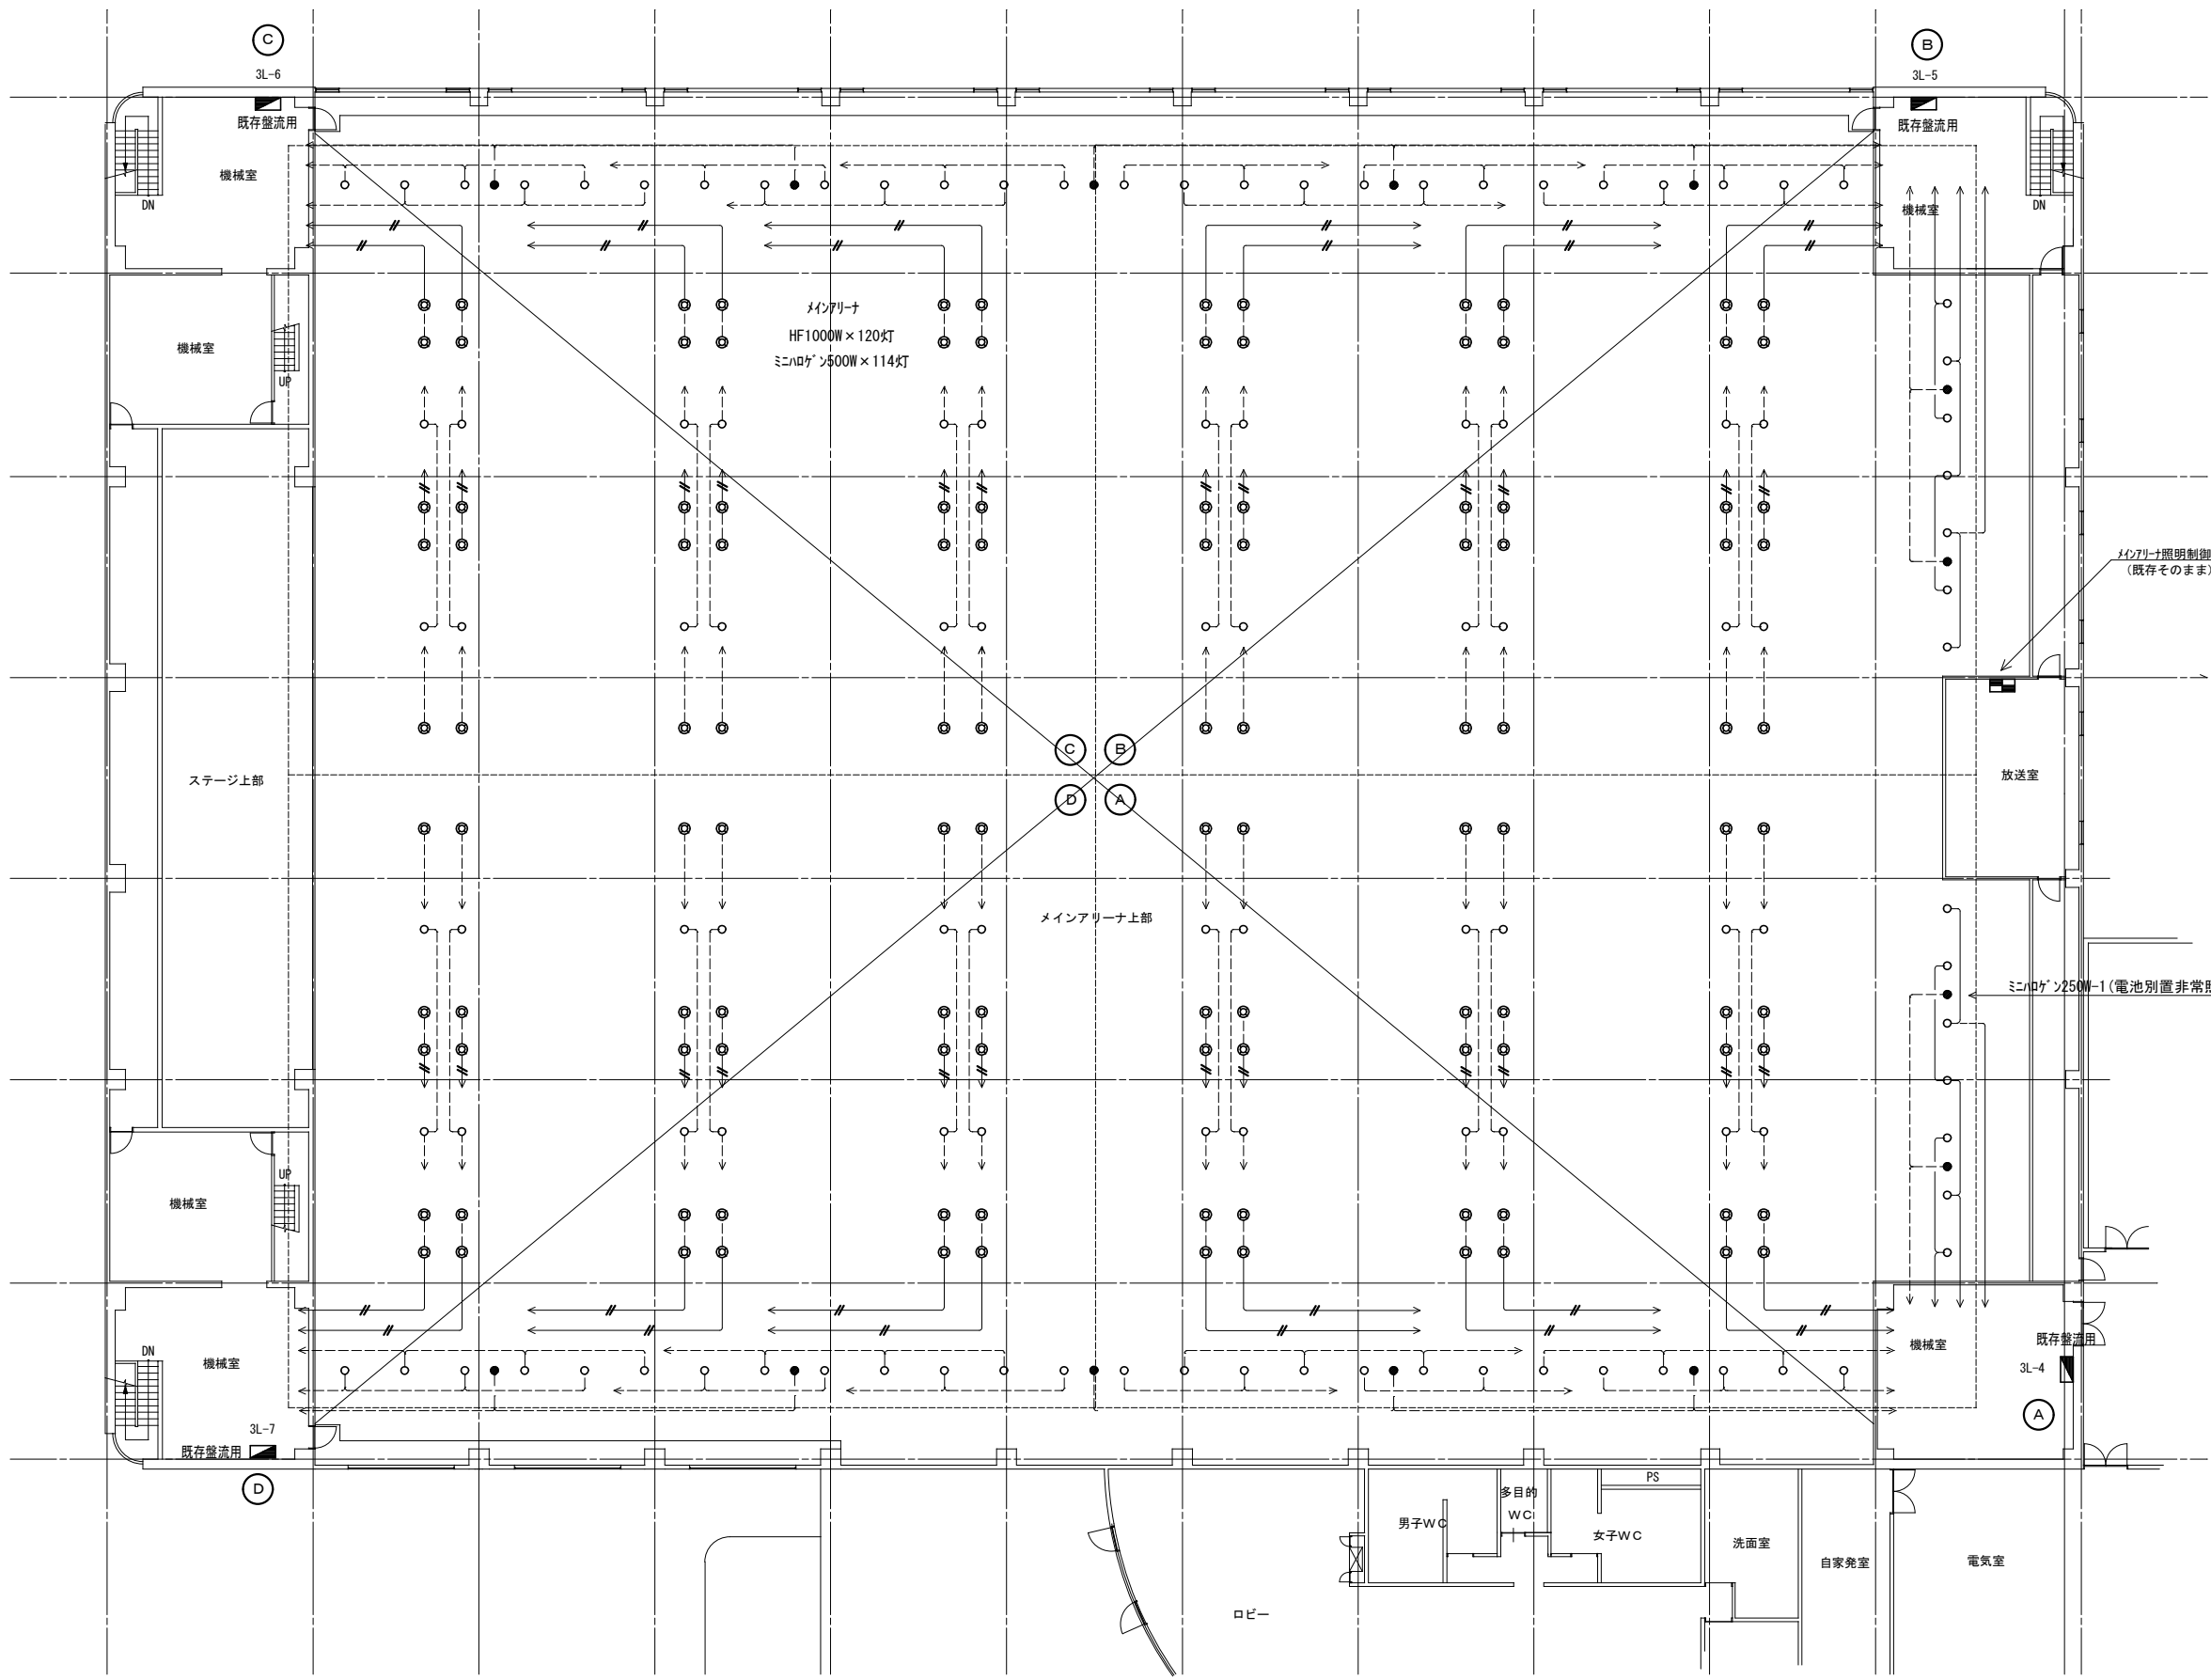 C
B
3L-6
3L-5
既存盤流用
既存盤流用
機械室
機械室
DN
DN
メインアリーナ
HF1000W×120灯
ミニハロゲン500W×114灯
機械室
UP
メインアリーナ照明制御
(既存そのまま)
C
B
ステージ上部
放送室
D
A
メインアリーナ上部
ミニハロゲン250W-1(電池別置非常照
UP
機械室
機械室
機械室
DN
既存盤流用
3L-4
A
3L-7
既存盤流用
D
PS
多目的
WC
男子WC
女子WC
洗面室
自家発室
電気室
ロビー